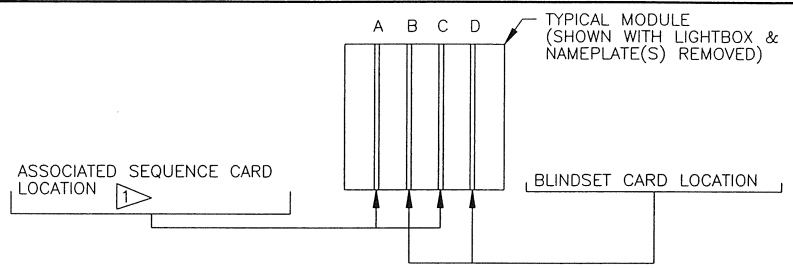 A B C D
TYPICAL MODULE
(SHOWN WITH LIGHTBOX &
NAMEPLATE(S) REMOVED)
ASSOCIATED SEQUENCE CARD
LOCATION 1
BLINDSET CARD LOCATION